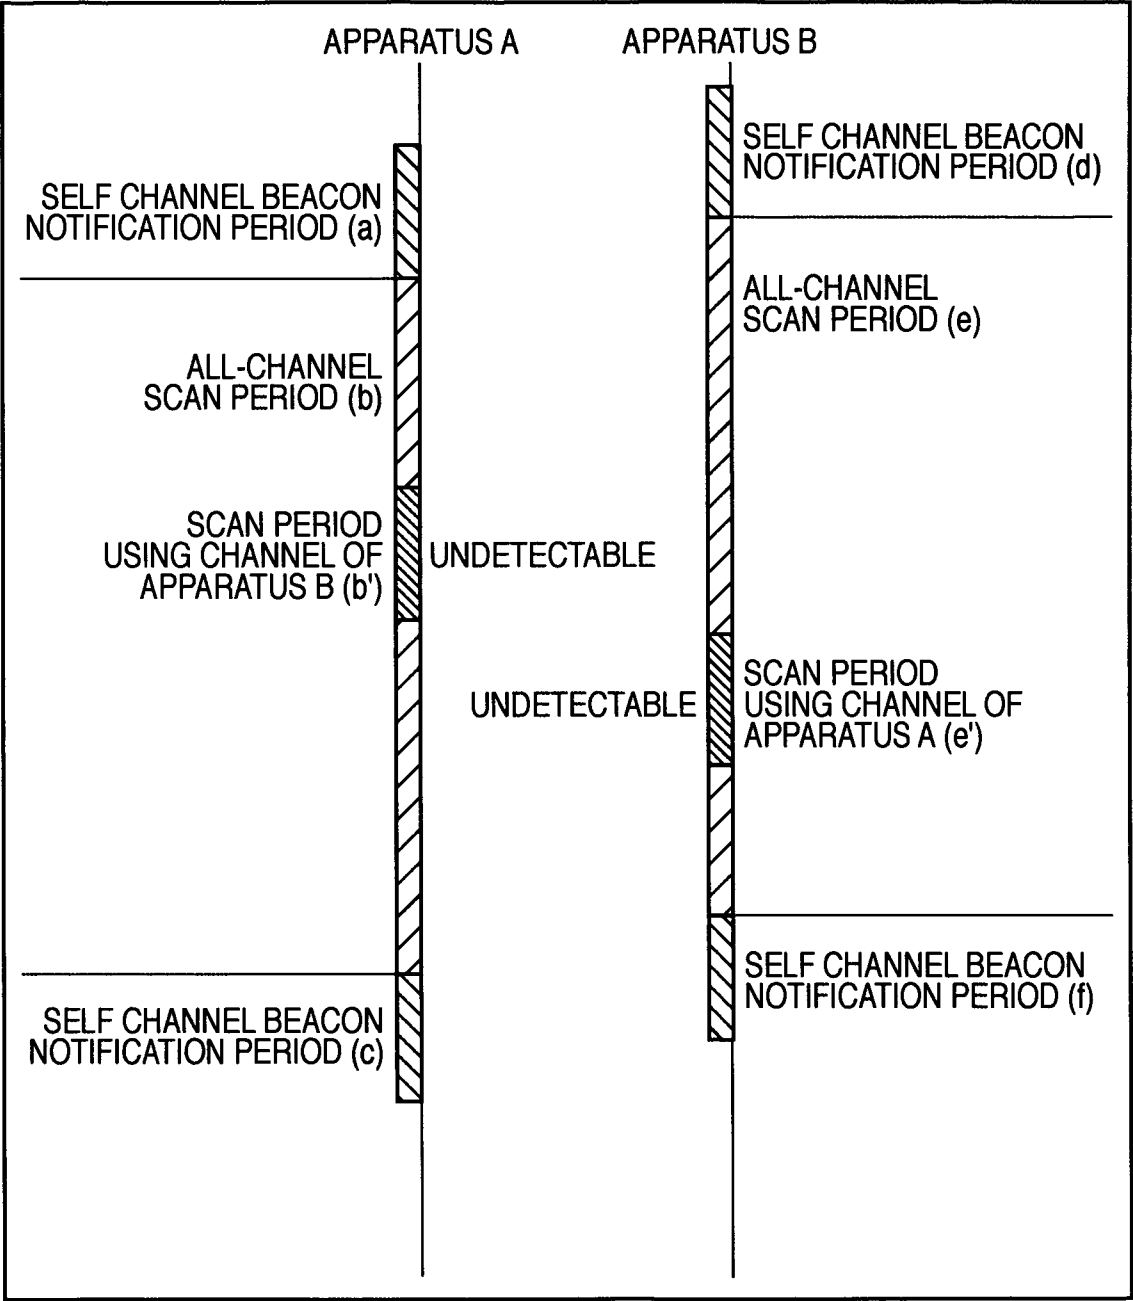 APPARATUS A
APPARATUS B
SELF CHANNEL BEACON
NOTIFICATION PERIOD (d)
SELF CHANNEL BEACON
NOTIFICATION PERIOD (a)
ALL-CHANNEL
SCAN PERIOD (e)
ALL-CHANNEL
SCAN PERIOD (b)
SCAN PERIOD
USING CHANNEL OF
APPARATUS B (b')
UNDETECTABLE
UNDETECTABLE
SCAN PERIOD
USING CHANNEL OF
APPARATUS A (e')
SELF CHANNEL BEACON
NOTIFICATION PERIOD (f)
SELF CHANNEL BEACON
NOTIFICATION PERIOD (c)